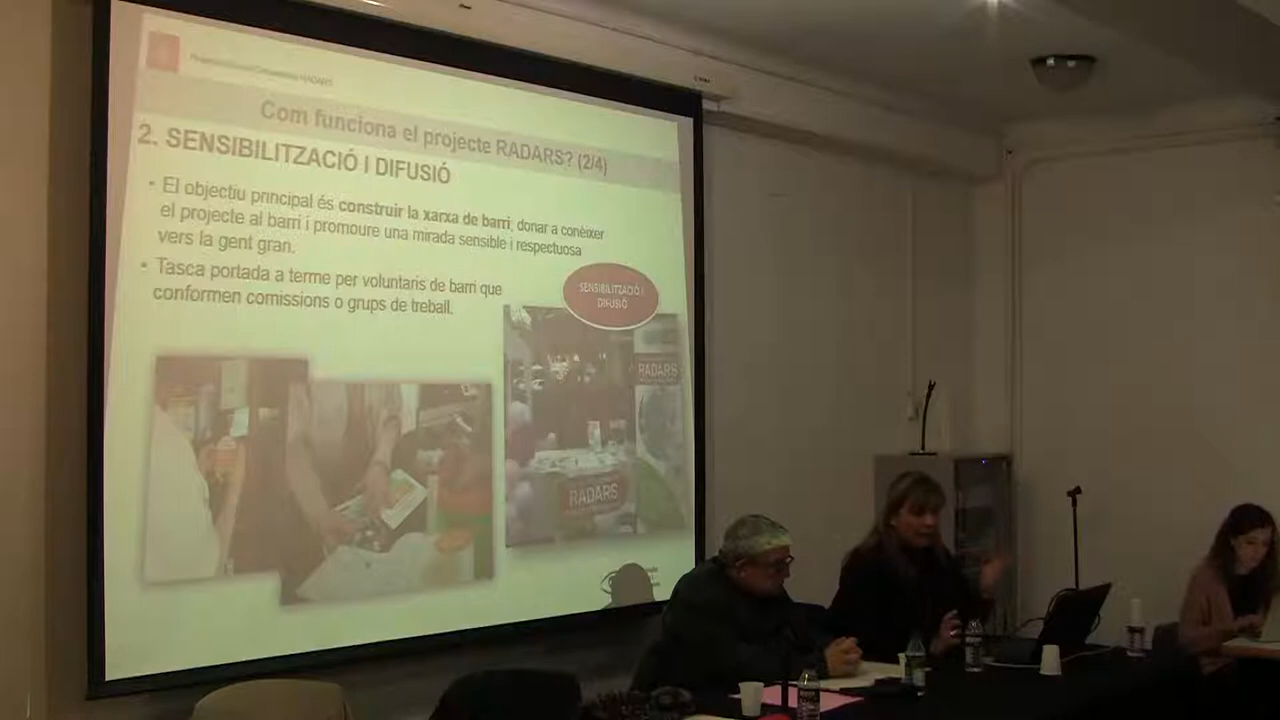 Com funciona el projecte RADARS? (2/4)
2. SENSIBILITZACIÓ I DIFUSIÓ
• El objectiu principal és construir la xarxa de barri, donar a conèixer
el projecte al barri i promoure una mirada sensible i respectuosa
vers la gent gran.
• Tasca portada a terme per voluntaris de barri que
conformen comissions o grups de treball.
SENSIBILITZACIÓ I
DIFUSIÓ
RADARS
RADARS